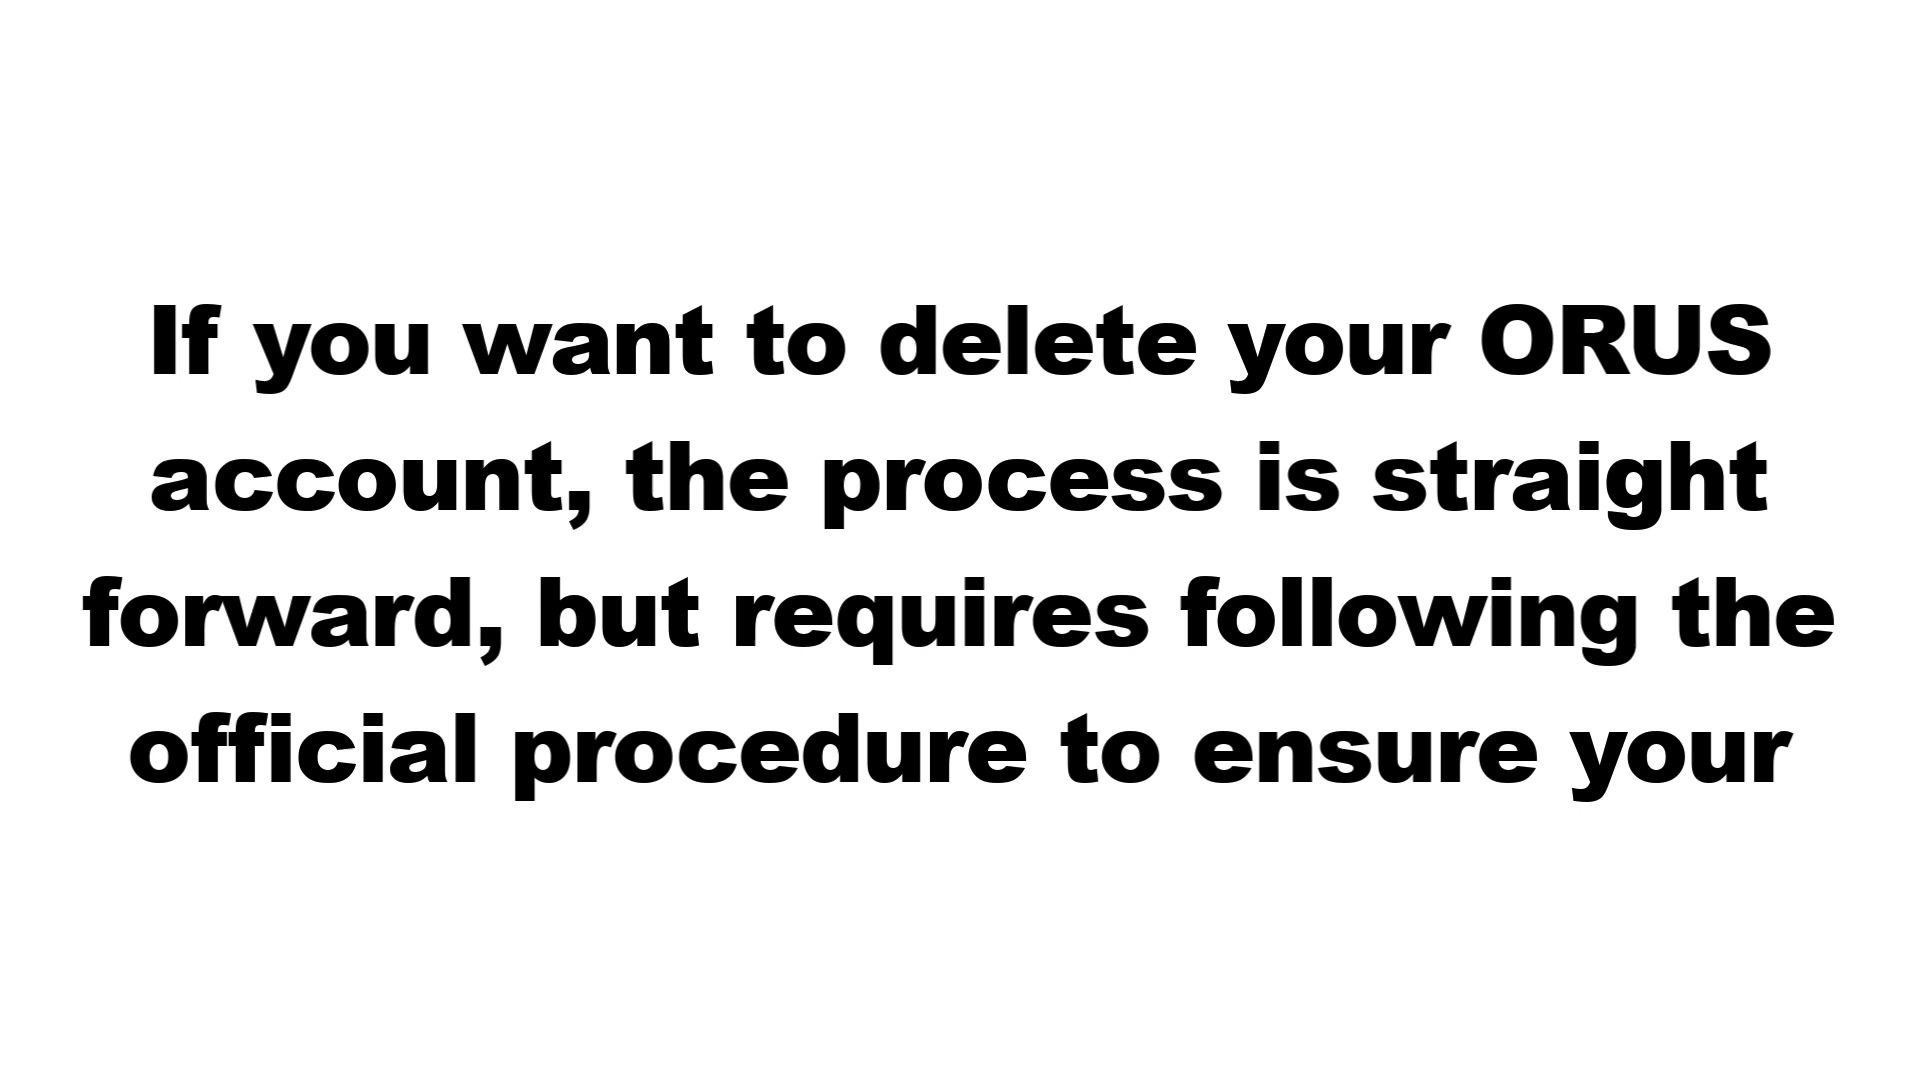 If you want to delete your ORUS
account, the process is straight
forward, but requires following the
official procedure to ensure your